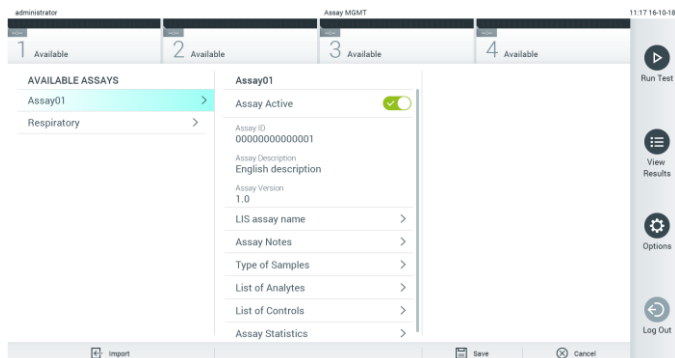 administrator Assay MGMT 11:17 16-10-18
1 Available 2 Available 3 Available 4 Available
AVAILABLE ASSAYS
Assay01
Respiratory
Assay01
Assay Active
Assay ID
00000000000001
Assay Description
English description
Assay Version
1.0
LIS assay name
Assay Notes
Type of Samples
List of Analytes
List of Controls
Assay Statistics
Run Test
View
Results
Options
Log Out
Import Save Cancel